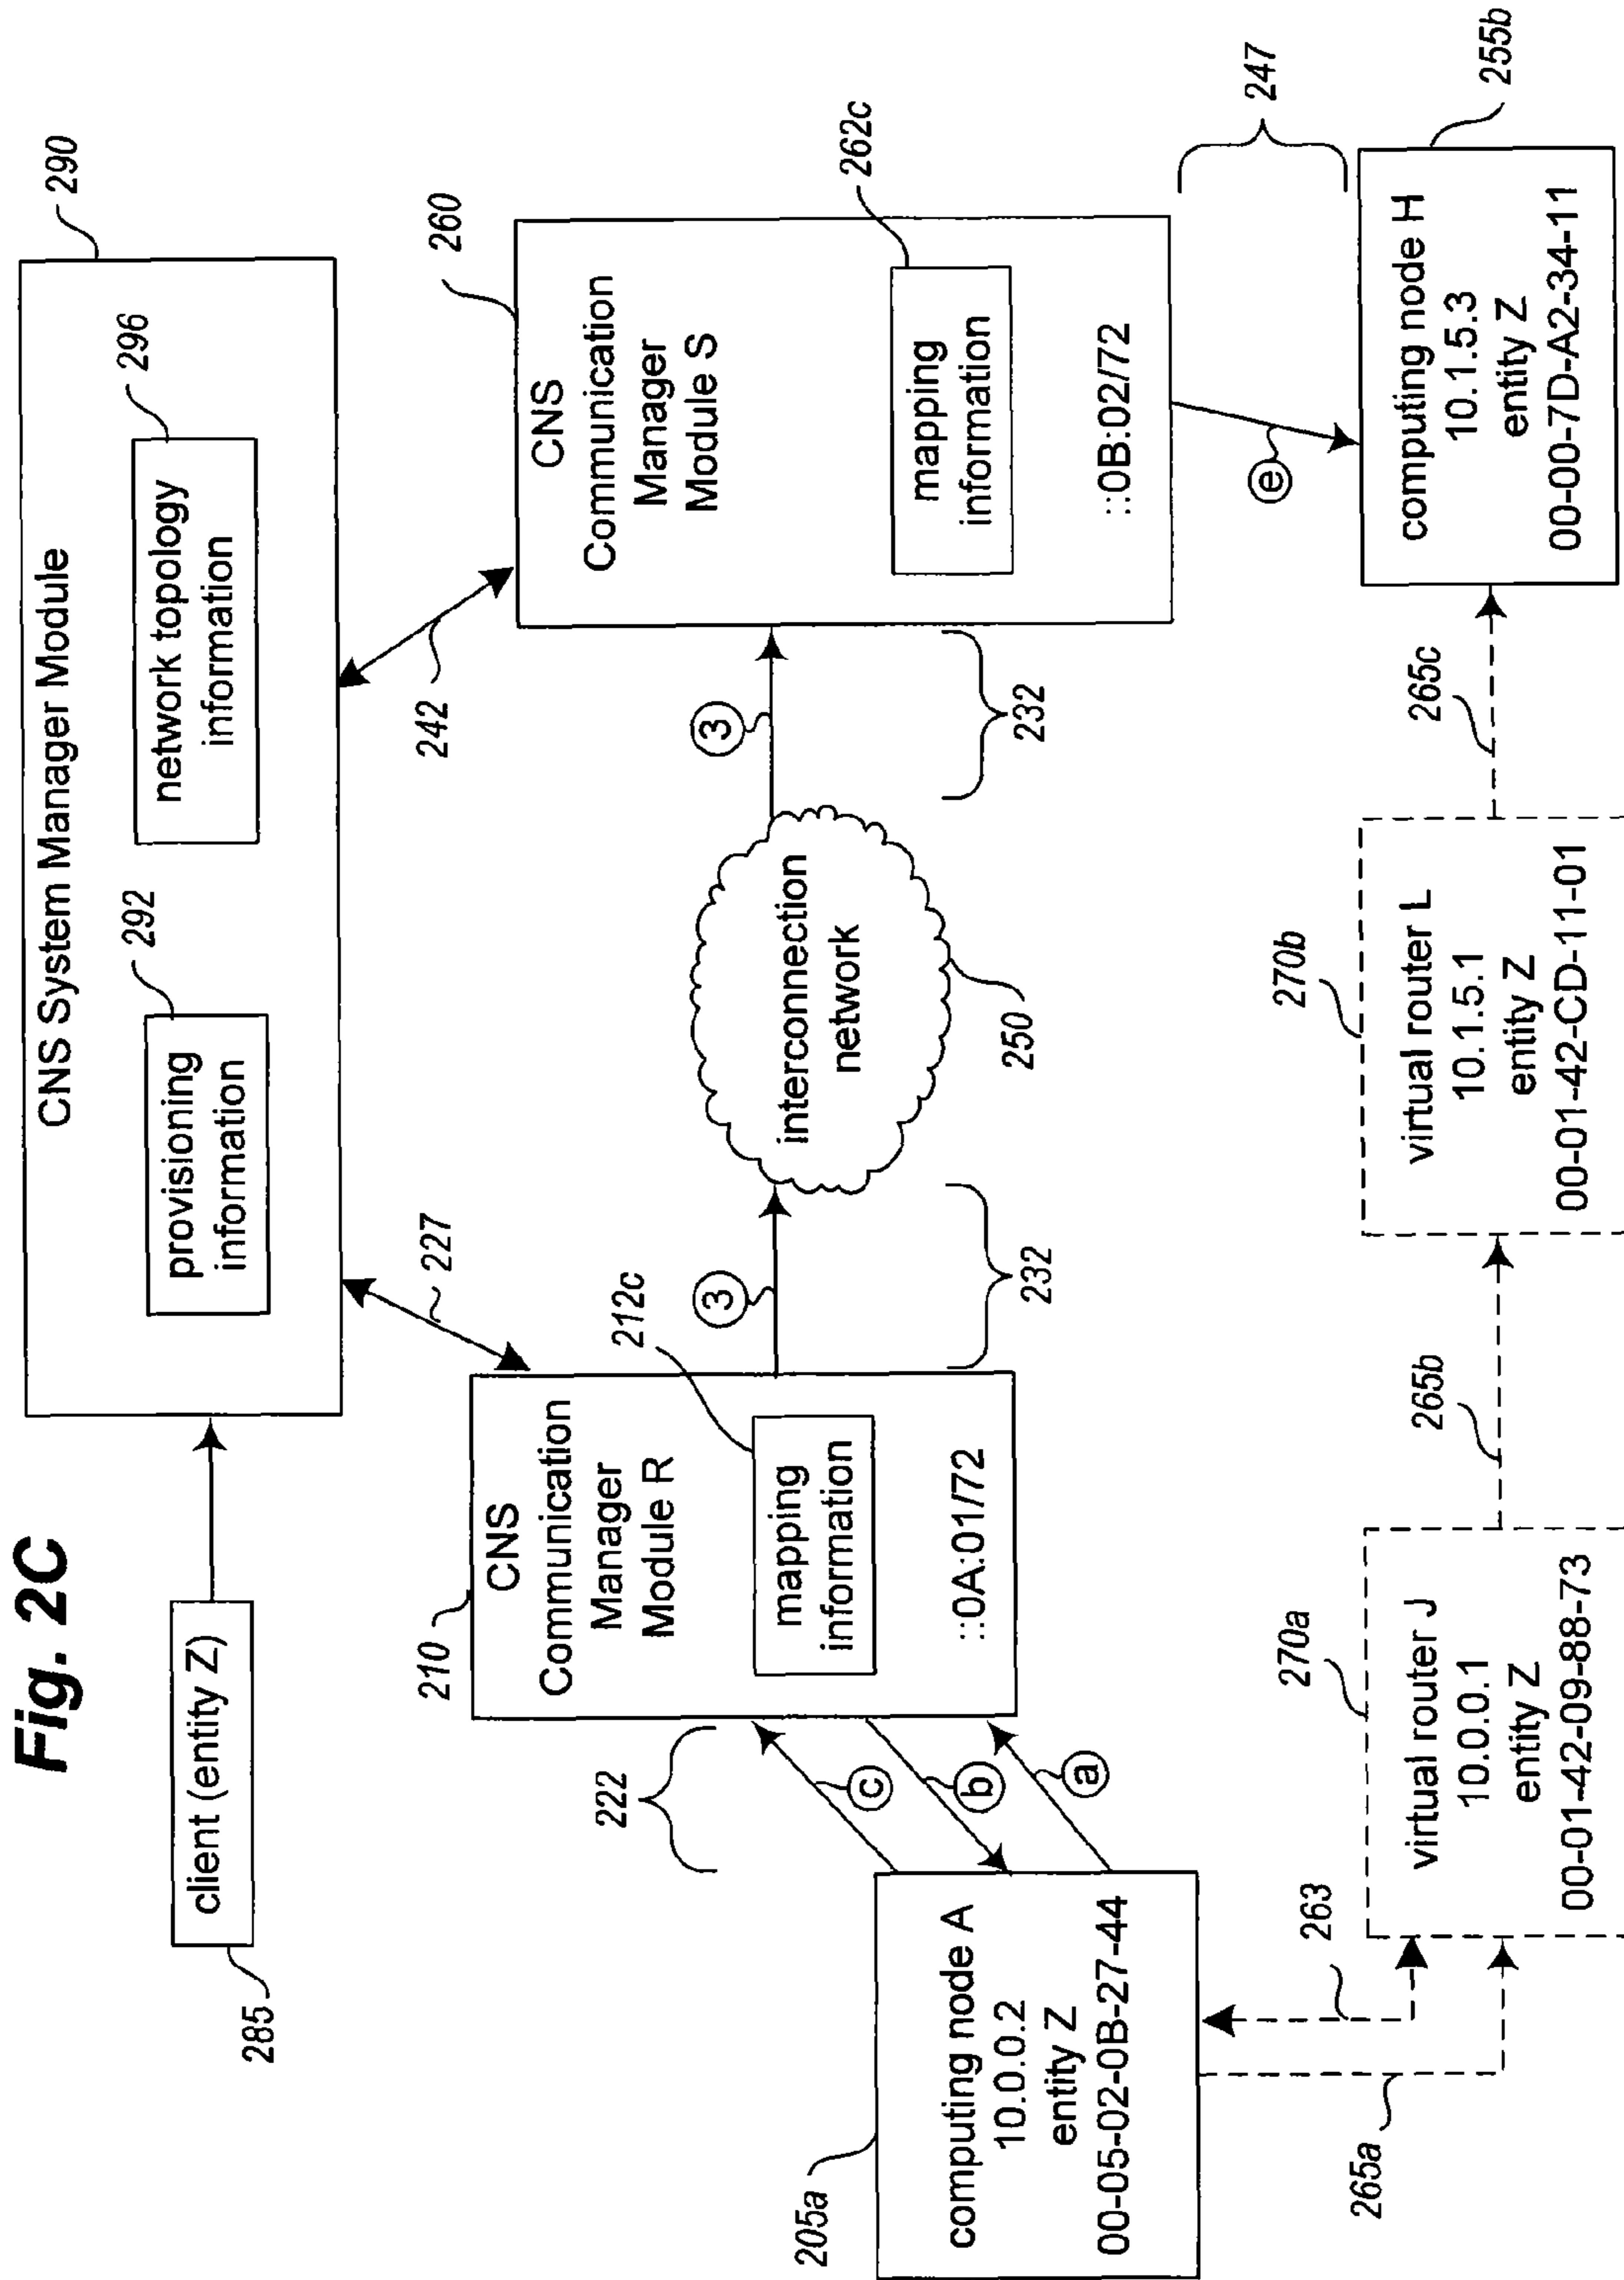 Fig. 2C
client (entity Z)
285
CNS System Manager Module
290
provisioning
information
292
network topology
information
296
227
242
CNS
Communication
Manager
Module R
210
mapping
information
212c
::0A:01/72
CNS
Communication
Manager
Module S
260
mapping
information
262c
::0B:02/72
3
232
interconnection
network
250
3
232
222
c
b
a
e
247
computing node A
10.0.0.2
entity Z
00-05-02-0B-27-44
205a
computing node H
10.1.5.3
entity Z
00-00-7D-A2-34-11
255b
263
265a
virtual router J
10.0.0.1
entity Z
00-01-42-09-88-73
270a
265b
virtual router L
10.1.5.1
entity Z
00-01-42-CD-11-01
270b
265c